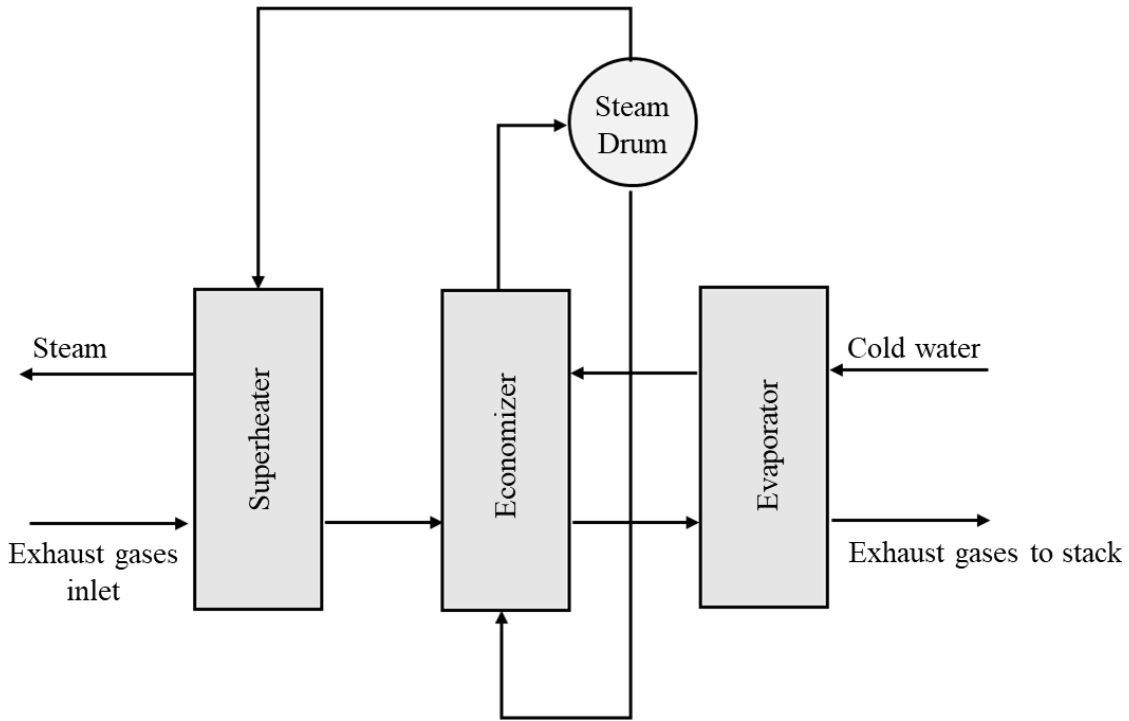 Steam
Drum
Steam
Cold water
Superheater
Economizer
Evaporator
Exhaust gases
inlet
Exhaust gases to stack